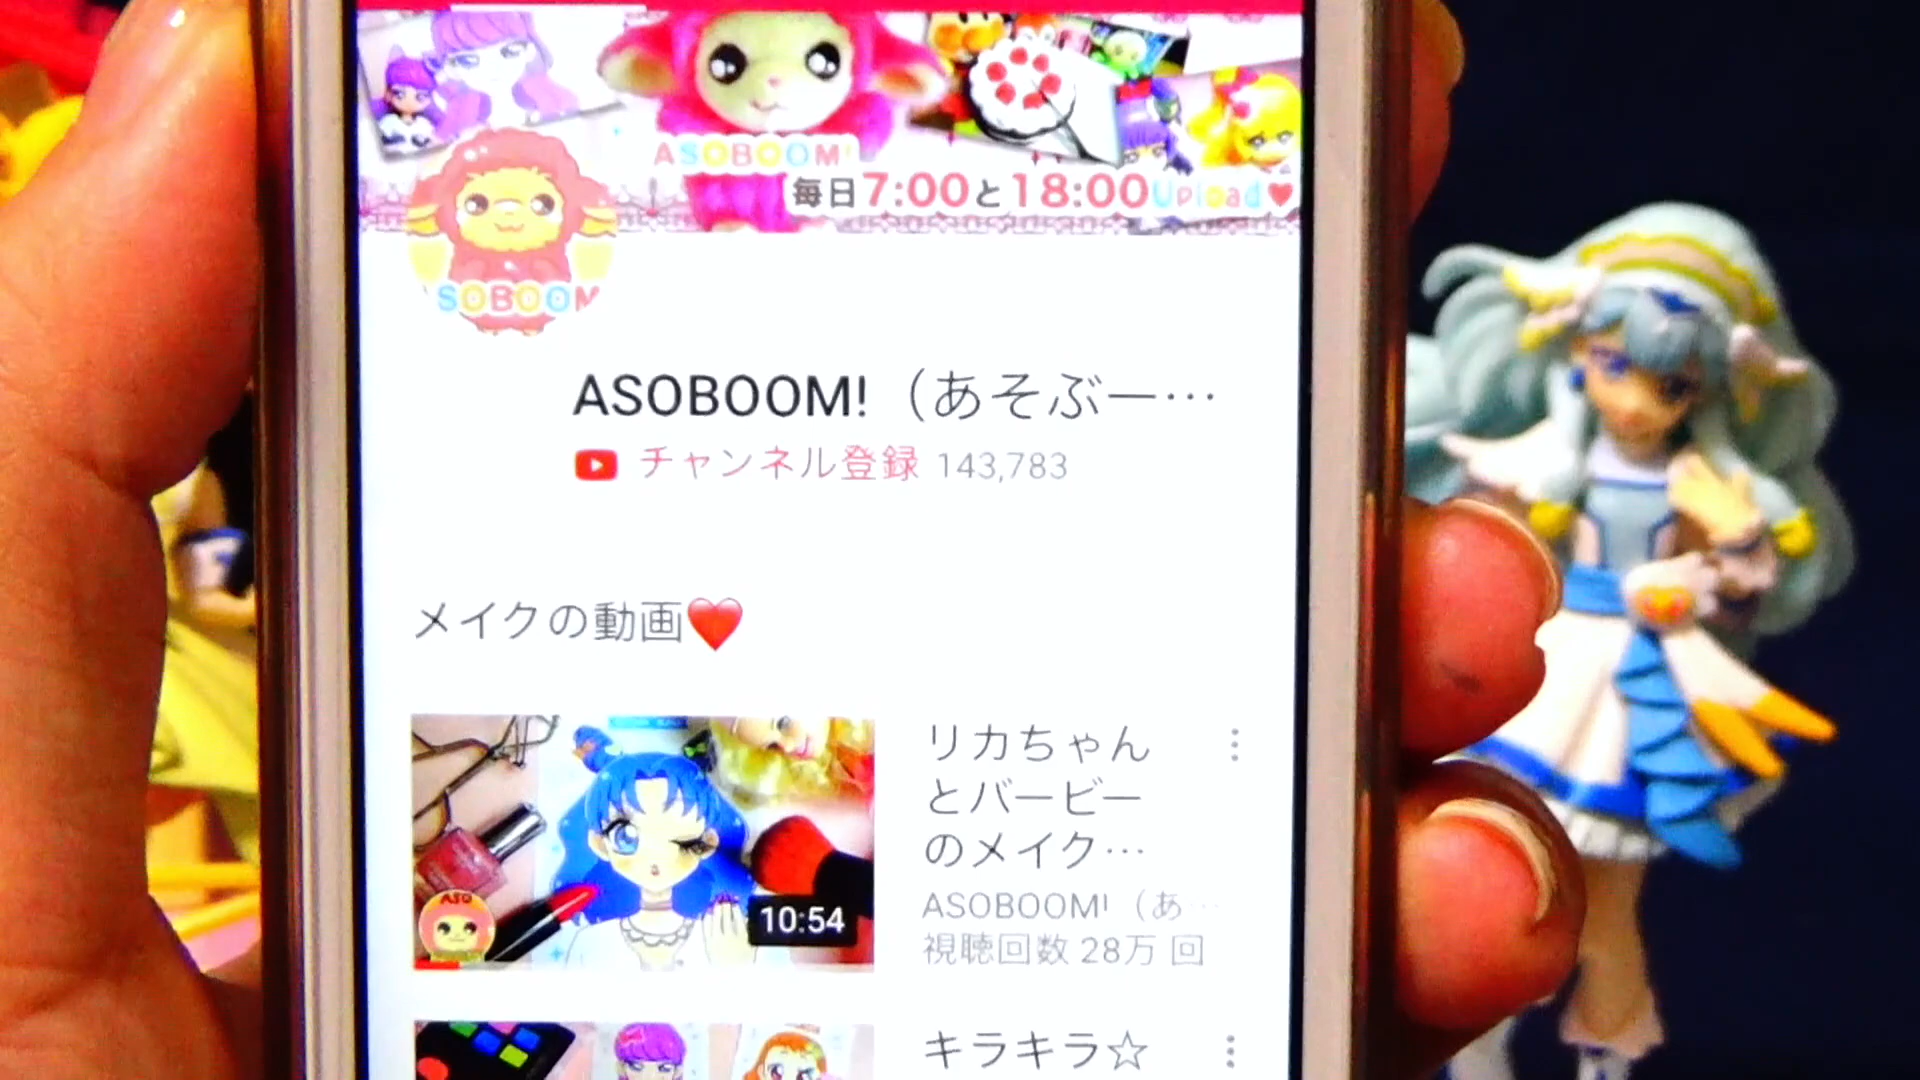 ASOBOOM!
毎日7:00と18:00Upload♥
SOBOOM
ASOBOOM!（あそぶー…
チャンネル登録 143,783
メイクの動画❤
リカちゃん
とバービー
のメイク…
ASOBOOM!（あ…
視聴回数 28万 回
ASO
10:54
キラキラ☆